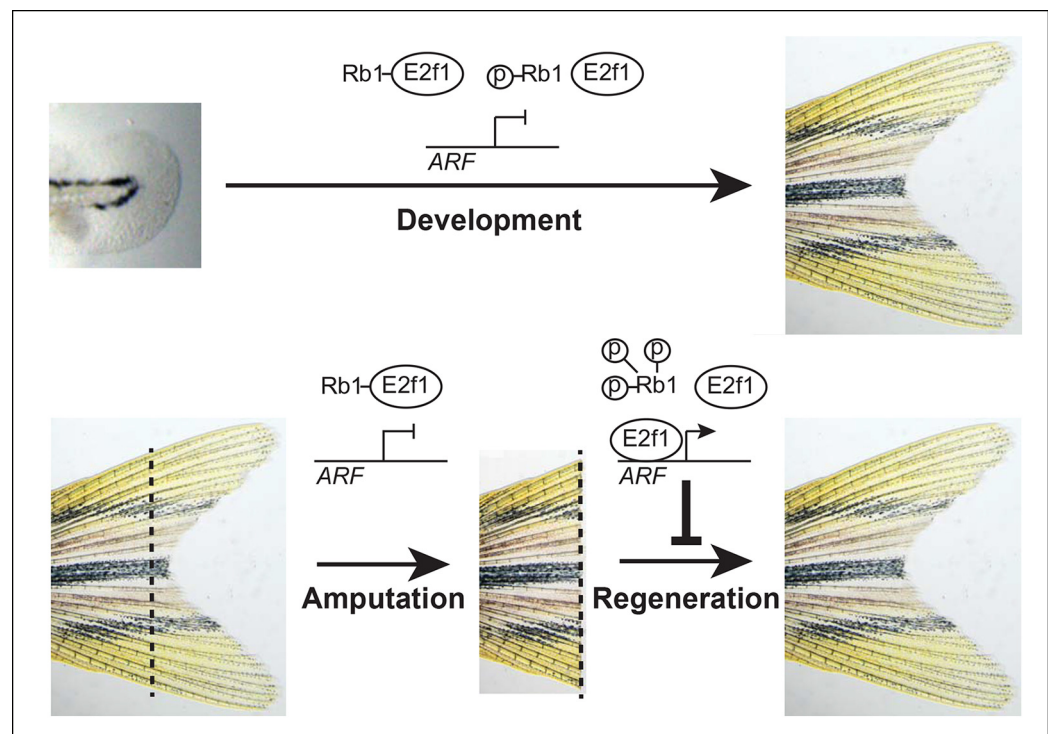 Rb1 E2f1 p Rb1 E2f1
ARF
Development
p p
Rb1 E2f1 p Rb1 E2f1
E2f1
ARF ARF
Amputation Regeneration